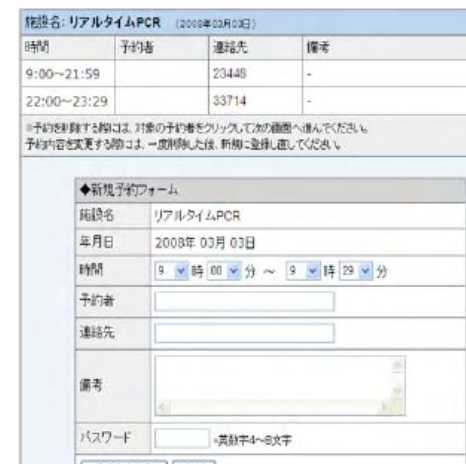 施設名: リアルタイムPCR (2008年03月03日)
時間 予約者 連絡先 備考
9:00~21:59 23448 -
22:00~23:29 33714 -
※予約を削除する際には、対象の予約者をクリックして次の画面へ進んでください。
予約内容を変更する際には、一度削除した後、新規に登録し直してください。
◆新規予約フォーム
施設名 リアルタイムPCR
年月日 2008年 03月 03日
時間 9 時 00 分 ~ 9 時 29 分
予約者
連絡先
備考
パスワード *英数字4~8文字